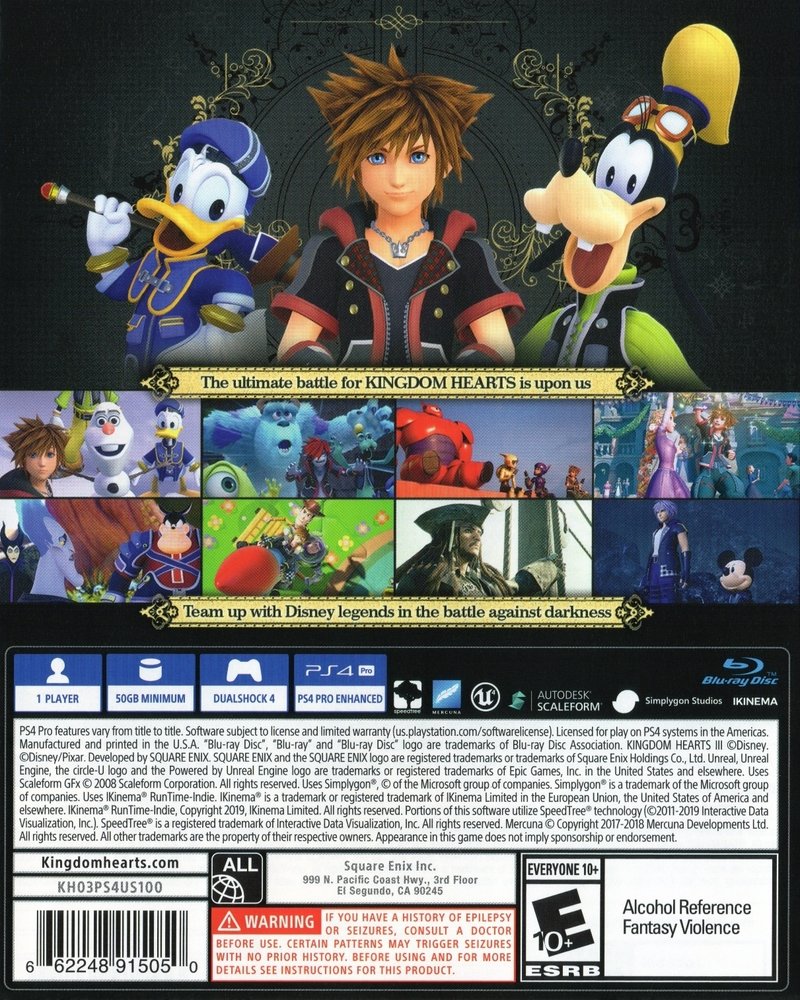 The ultimate battle for KINGDOM HEARTS is upon us
Team up with Disney legends in the battle against darkness
1 PLAYER
50GB MINIMUM
DUALSHOCK 4
PS4 Pro
PS4 PRO ENHANCED
speedtree
MERCUNA
AUTODESK®
SCALEFORM®
Simplygon Studios
IKINEMA
Blu-ray Disc™
PS4 Pro features vary from title to title. Software subject to license and limited warranty (us.playstation.com/softwarelicense). Licensed for play on PS4 systems in the Americas.
Manufactured and printed in the U.S.A. "Blu-ray Disc", "Blu-ray" and "Blu-ray Disc" logo are trademarks of Blu-ray Disc Association. KINGDOM HEARTS III ©Disney.
©Disney/Pixar. Developed by SQUARE ENIX. SQUARE ENIX and the SQUARE ENIX logo are registered trademarks or trademarks of Square Enix Holdings Co., Ltd. Unreal, Unreal
Engine, the circle-U logo and the Powered by Unreal Engine logo are trademarks or registered trademarks of Epic Games, Inc. in the United States and elsewhere. Uses
Scaleform GFx © 2008 Scaleform Corporation. All rights reserved. Uses Simplygon®, © of the Microsoft group of companies. Simplygon® is a trademark of the Microsoft group
of companies. Uses IKinema® RunTime-Indie. IKinema® is a trademark or registered trademark of IKinema Limited in the European Union, the United States of America and
elsewhere. IKinema® RunTime-Indie, Copyright 2019, IKinema Limited. All rights reserved. Portions of this software utilize SpeedTree® technology (©2011-2019 Interactive Data
Visualization, Inc.). SpeedTree® is a registered trademark of Interactive Data Visualization, Inc. All rights reserved. Mercuna © Copyright 2017-2018 Mercuna Developments Ltd.
All rights reserved. All other trademarks are the property of their respective owners. Appearance in this game does not imply sponsorship or endorsement.
Kingdomhearts.com
KH03PS4US100
6 62248 91505 0
ALL
Square Enix Inc.
999 N. Pacific Coast Hwy., 3rd Floor
El Segundo, CA 90245
WARNING IF YOU HAVE A HISTORY OF EPILEPSY
OR SEIZURES, CONSULT A DOCTOR
BEFORE USE. CERTAIN PATTERNS MAY TRIGGER SEIZURES
WITH NO PRIOR HISTORY. BEFORE USING AND FOR MORE
DETAILS SEE INSTRUCTIONS FOR THIS PRODUCT.
EVERYONE 10+
E
10+
ESRB
Alcohol Reference
Fantasy Violence